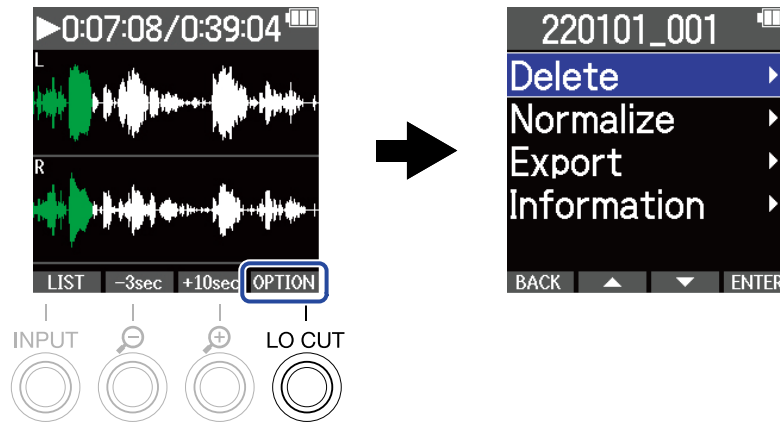 ▶0:07:08/0:39:04
L
R
LIST -3sec +10sec OPTION
INPUT LO CUT
220101_001
Delete
Normalize
Export
Information
BACK ▲ ▼ ENTER